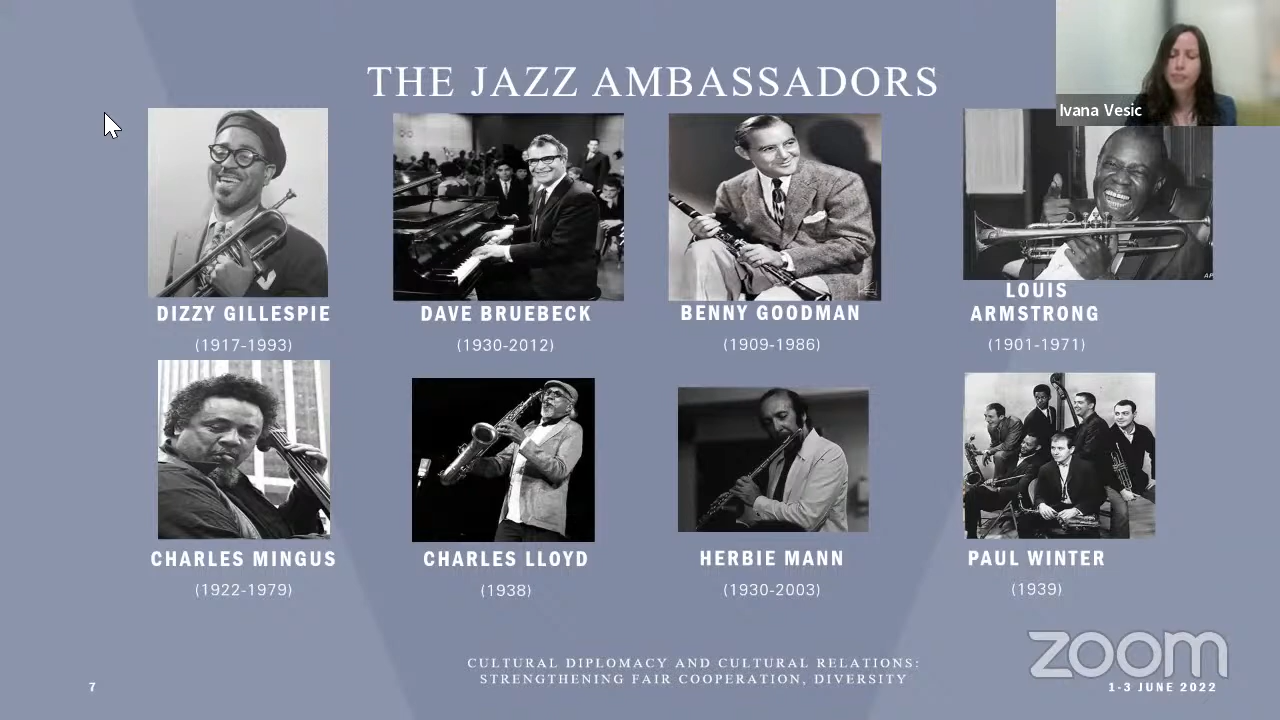 THE JAZZ AMBASSADORS
Ivana Vesic
AP
DIZZY GILLESPIE
(1917-1993)
DAVE BRUEBECK
(1930-2012)
BENNY GOODMAN
(1909-1986)
LOUIS
ARMSTRONG
(1901-1971)
CHARLES MINGUS
(1922-1979)
CHARLES LLOYD
(1938)
HERBIE MANN
(1930-2003)
PAUL WINTER
(1939)
CULTURAL DIPLOMACY AND CULTURAL RELATIONS:
STRENGTHENING FAIR COOPERATION, DIVERSITY
7
zoom
1-3 JUNE 2022